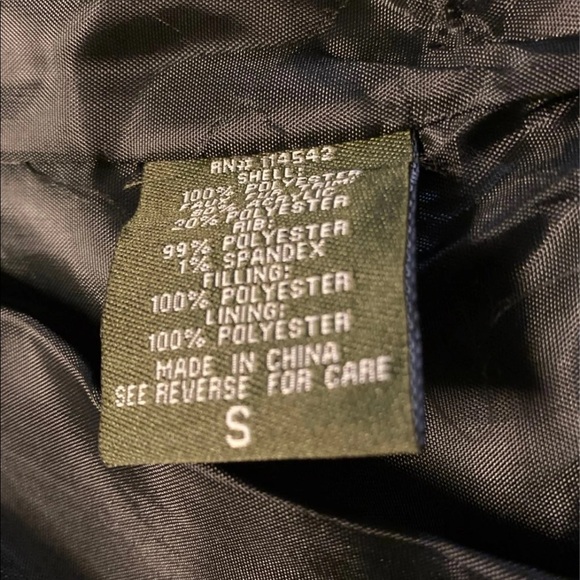 RN# 114542
SHELL:
100% POLYESTER
80% ACRYLIC
20% POLYESTER
RIB:
99% POLYESTER
1% SPANDEX
FILLING:
100% POLYESTER
LINING:
100% POLYESTER
MADE IN CHINA
SEE REVERSE FOR CARE
S